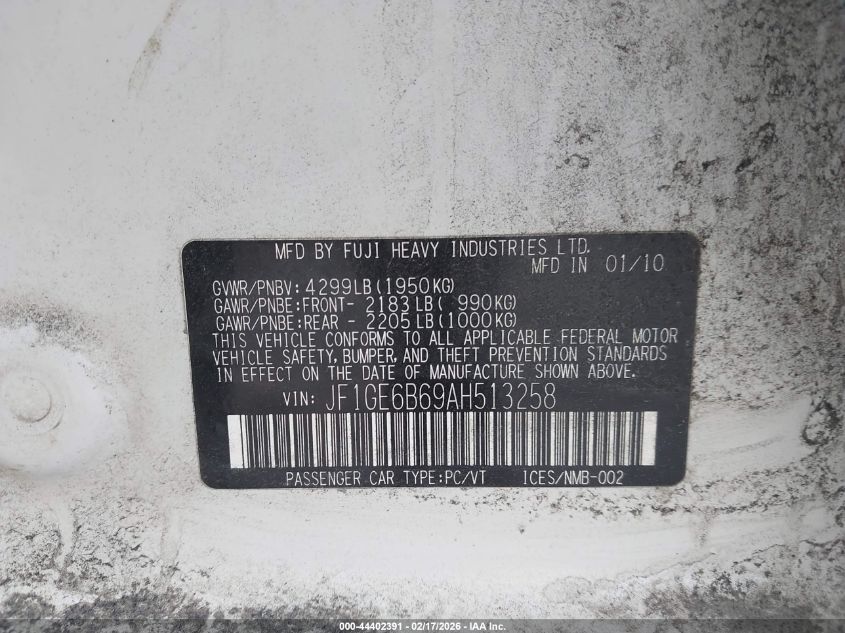 MFD BY FUJI HEAVY INDUSTRIES LTD.
MFD IN 01/10
GVWR/PNBV: 4299LB(1950KG)
GAWR/PNBE:FRONT- 2183LB( 990KG)
GAWR/PNBE:REAR - 2205LB(1000KG)
THIS VEHICLE CONFORMS TO ALL APPLICABLE FEDERAL MOTOR
VEHICLE SAFETY, BUMPER, AND THEFT PREVENTION STANDARDS
IN EFFECT ON THE DATE OF MANUFACTURE SHOWN ABOVE.
VIN: JF1GE6B69AH513258
PASSENGER CAR TYPE:PC/VT ICES/NMB-002
000-44402391 - 02/17/2026 - IAA Inc.